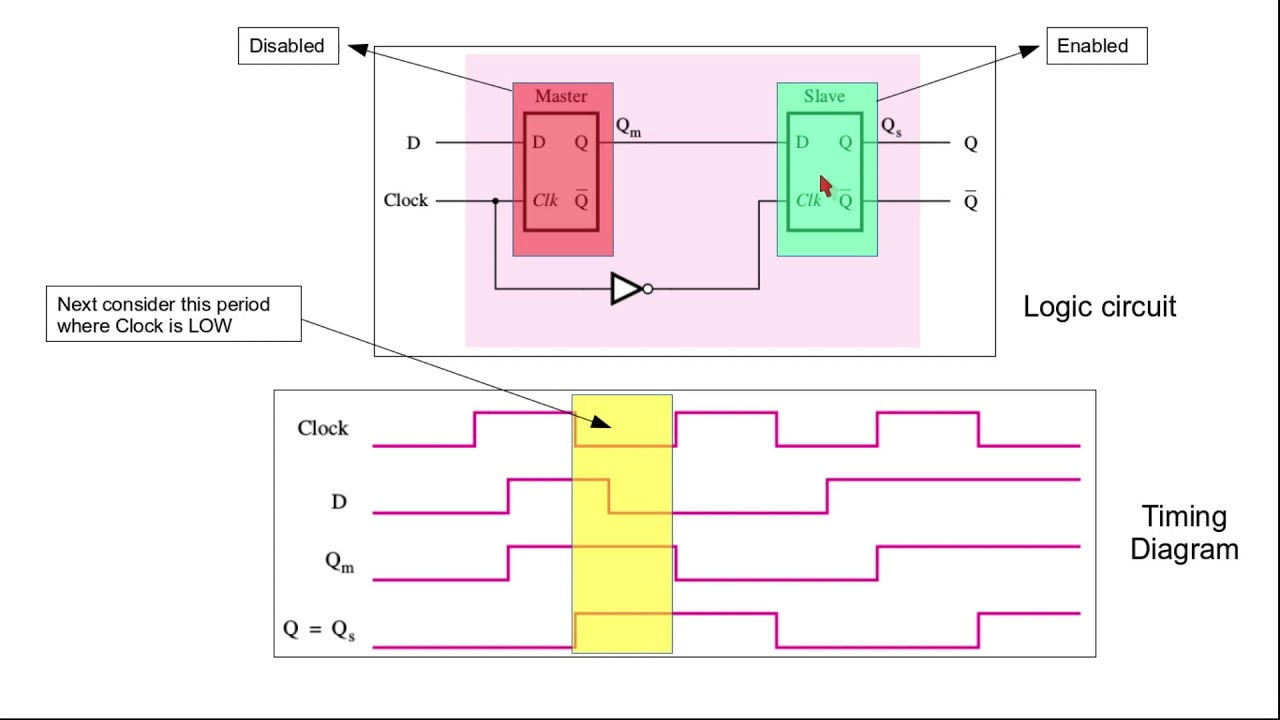 Disabled
Enabled
Master
Slave
Qm
Qs
D
D Q
D Q
Q
Clock
Clk Q̅
Clk Q̅
Q̅
Next consider this period
where Clock is LOW
Logic circuit
Clock
D
Qm
Q = Qs
Timing
Diagram